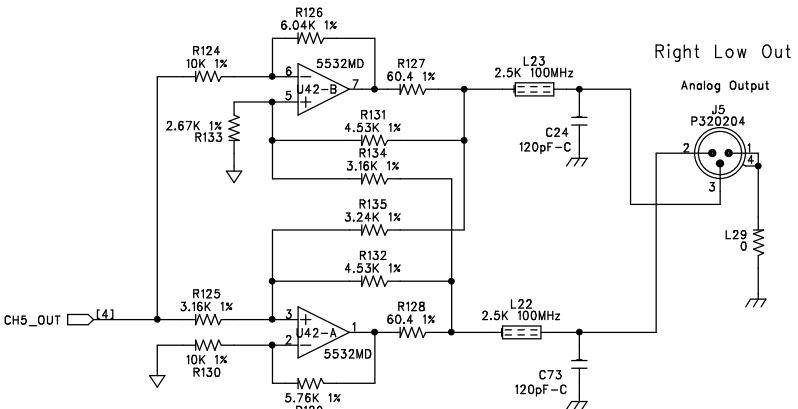 R126
6.04K 1%
R124
10K 1%
5532MD
U42-B
6
5
7
R127
60.4 1%
L23
2.5K 100MHz
Right Low Out
Analog Output
J5
P320204
2.67K 1%
R133
R131
4.53K 1%
R134
3.16K 1%
C24
120pF-C
2
1
4
3
R135
3.24K 1%
L29
0
R132
4.53K 1%
CH5_OUT
[4]
R125
3.16K 1%
3
2
1
U42-A
5532MD
R128
60.4 1%
L22
2.5K 100MHz
10K 1%
R130
C73
120pF-C
5.76K 1%